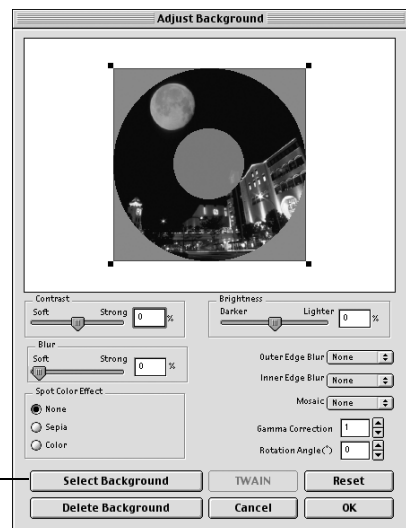 Adjust Background
Contrast
Soft Strong 0 %
Brightness
Darker Lighter 0 %
Blur
Soft Strong 0 %
Outer Edge Blur None
Inner Edge Blur None
Mosaic None
Spot Color Effect
None
Sepia
Color
Gamma Correction 1
Rotation Angle(°) 0
Select Background TWAIN Reset
Delete Background Cancel OK